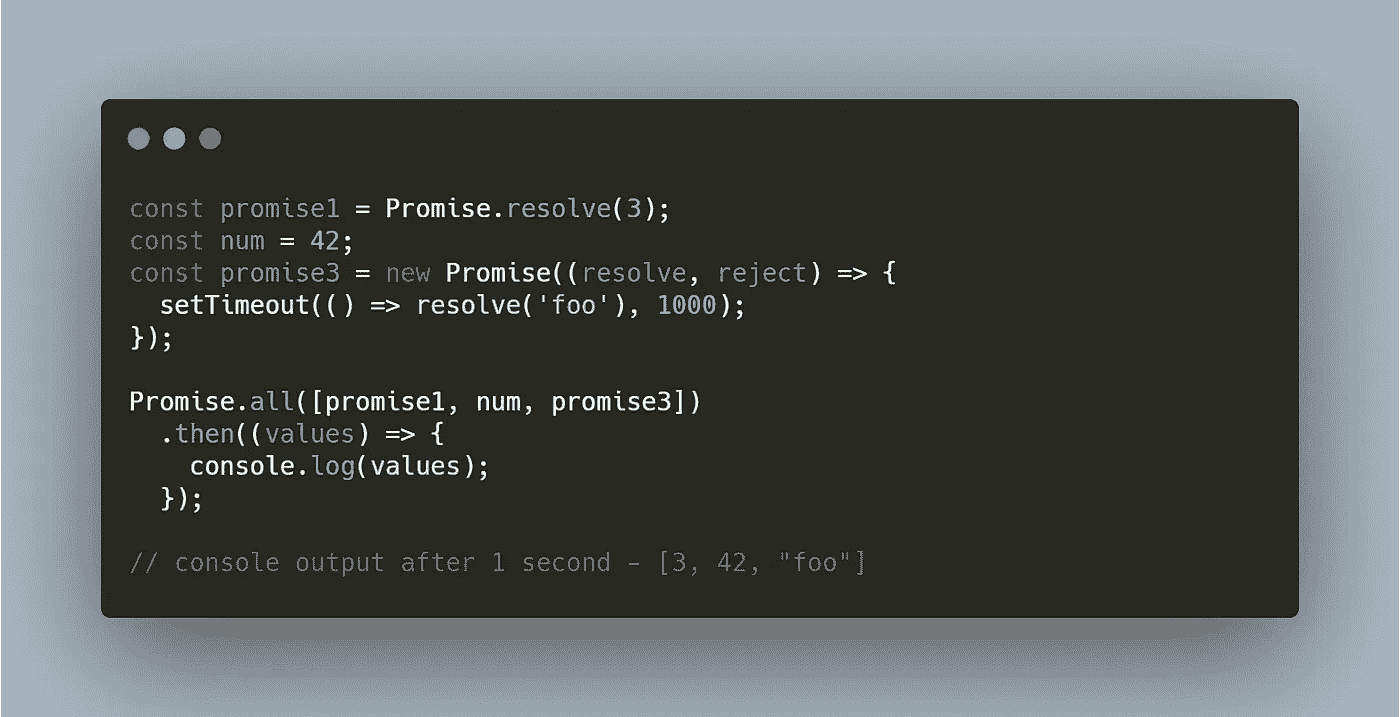 const promise1 = Promise.resolve(3);
const num = 42;
const promise3 = new Promise((resolve, reject) => {
  setTimeout(() => resolve('foo'), 1000);
});

Promise.all([promise1, num, promise3])
  .then((values) => {
    console.log(values);
  });

// console output after 1 second - [3, 42, "foo"]